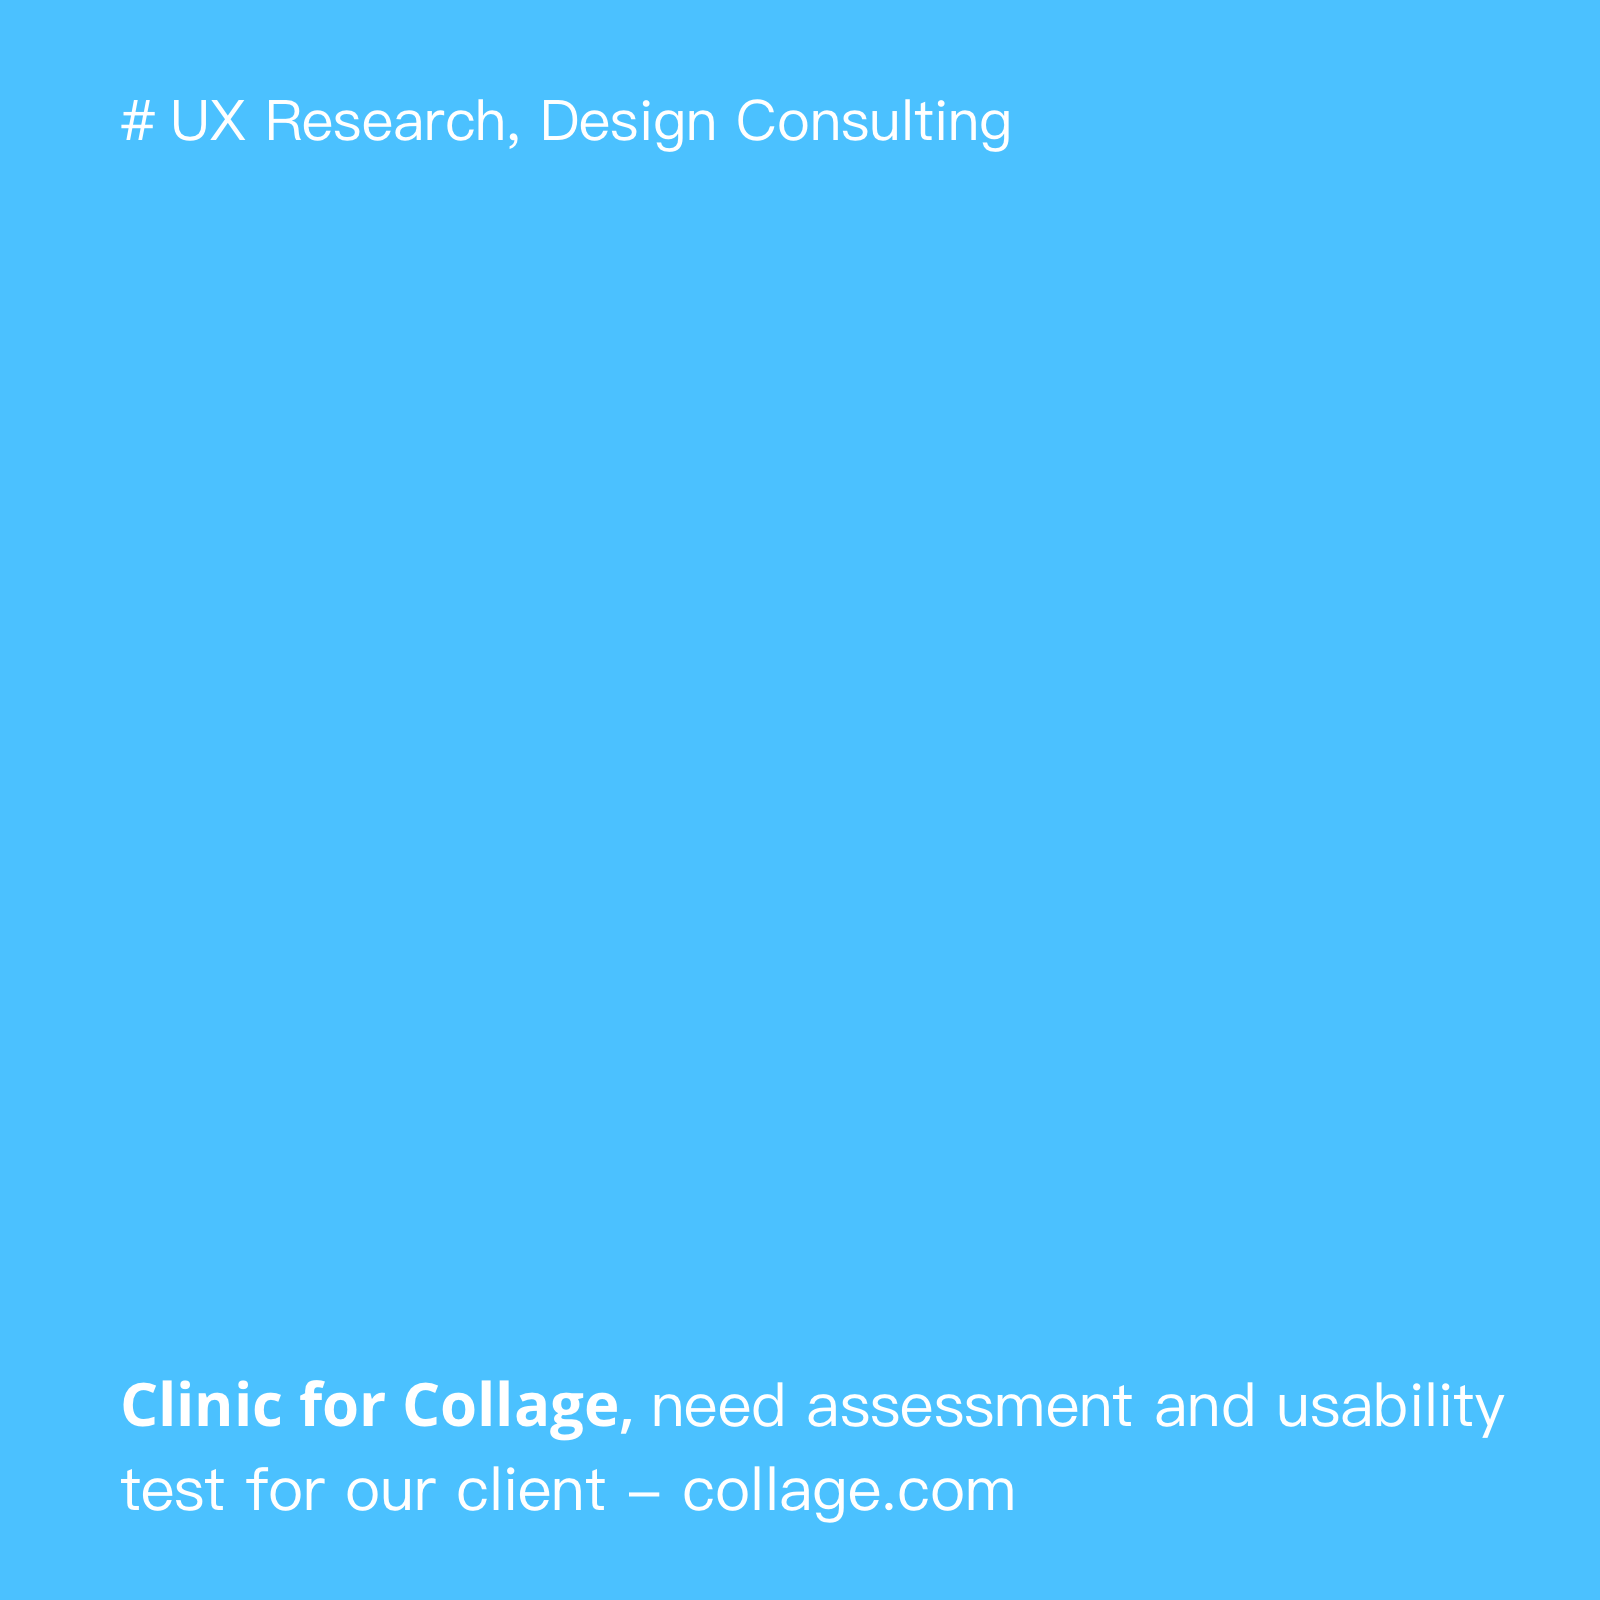 # UX Research, Design Consulting
Clinic for Collage, need assessment and usability
test for our client – collage.com